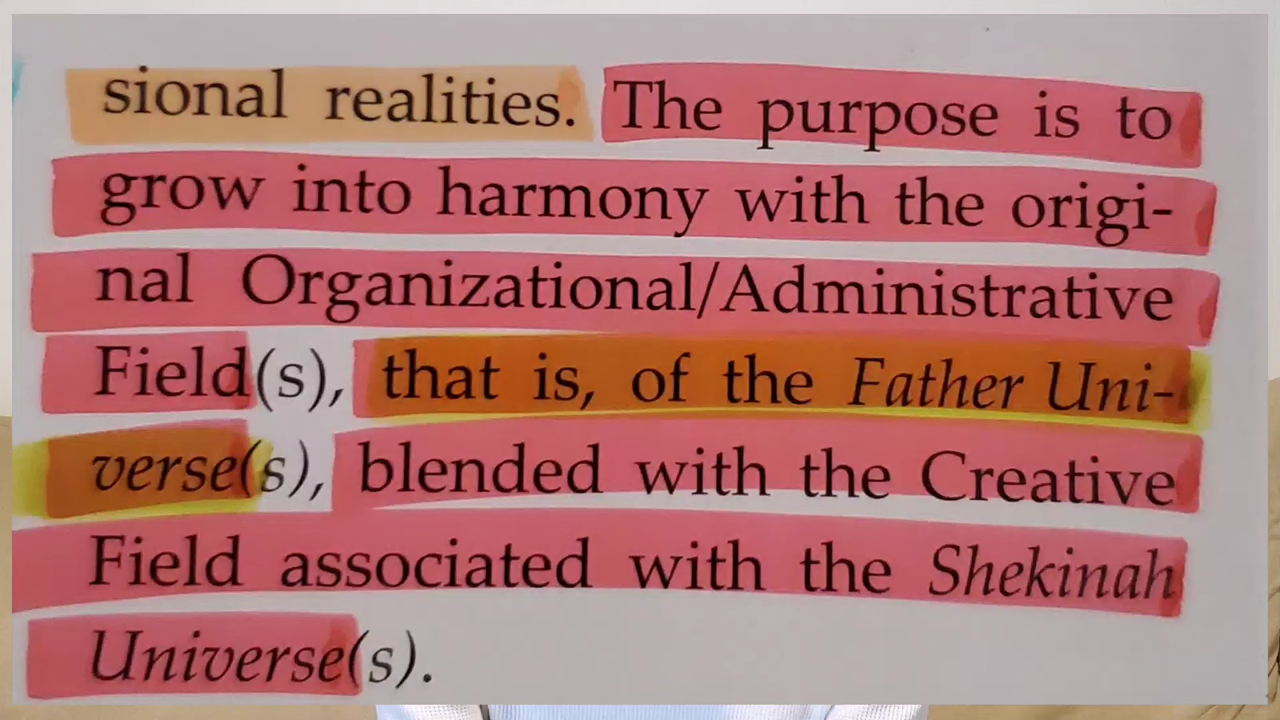 sional realities. The purpose is to
grow into harmony with the origi-
nal Organizational/Administrative
Field(s), that is, of the Father Uni-
verse(s), blended with the Creative
Field associated with the Shekinah
Universe(s).